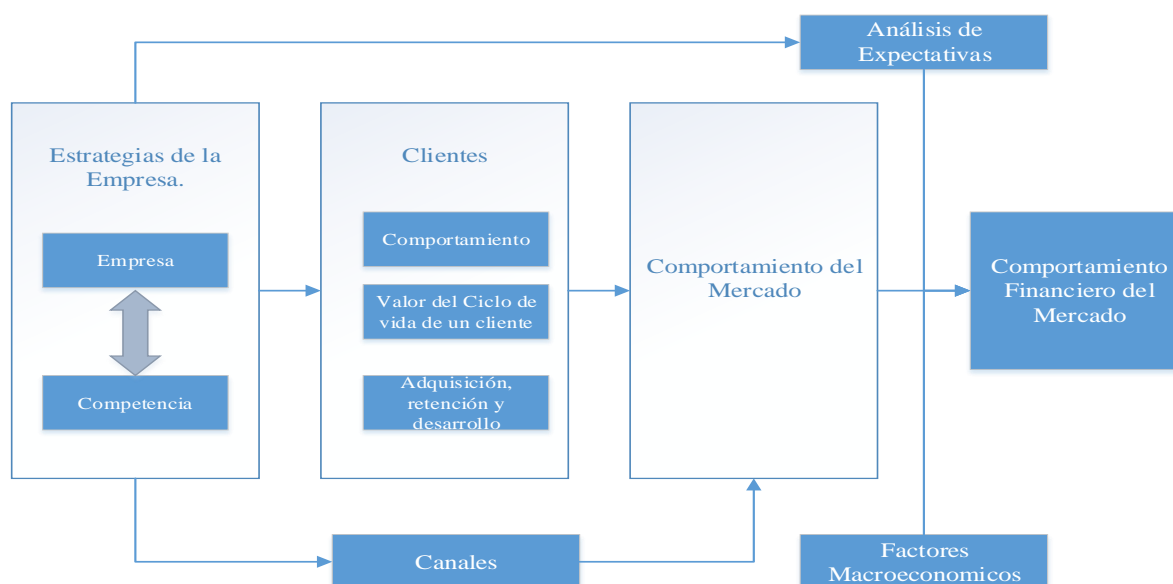 Análisis de
Expectativas
Estrategias de la
Empresa.
Empresa
Competencia
Clientes
Comportamiento
Valor del Ciclo de
vida de un cliente
Adquisición,
retención y
desarrollo
Comportamiento del
Mercado
Comportamiento
Financiero del
Mercado
Canales
Factores
Macroeconomicos